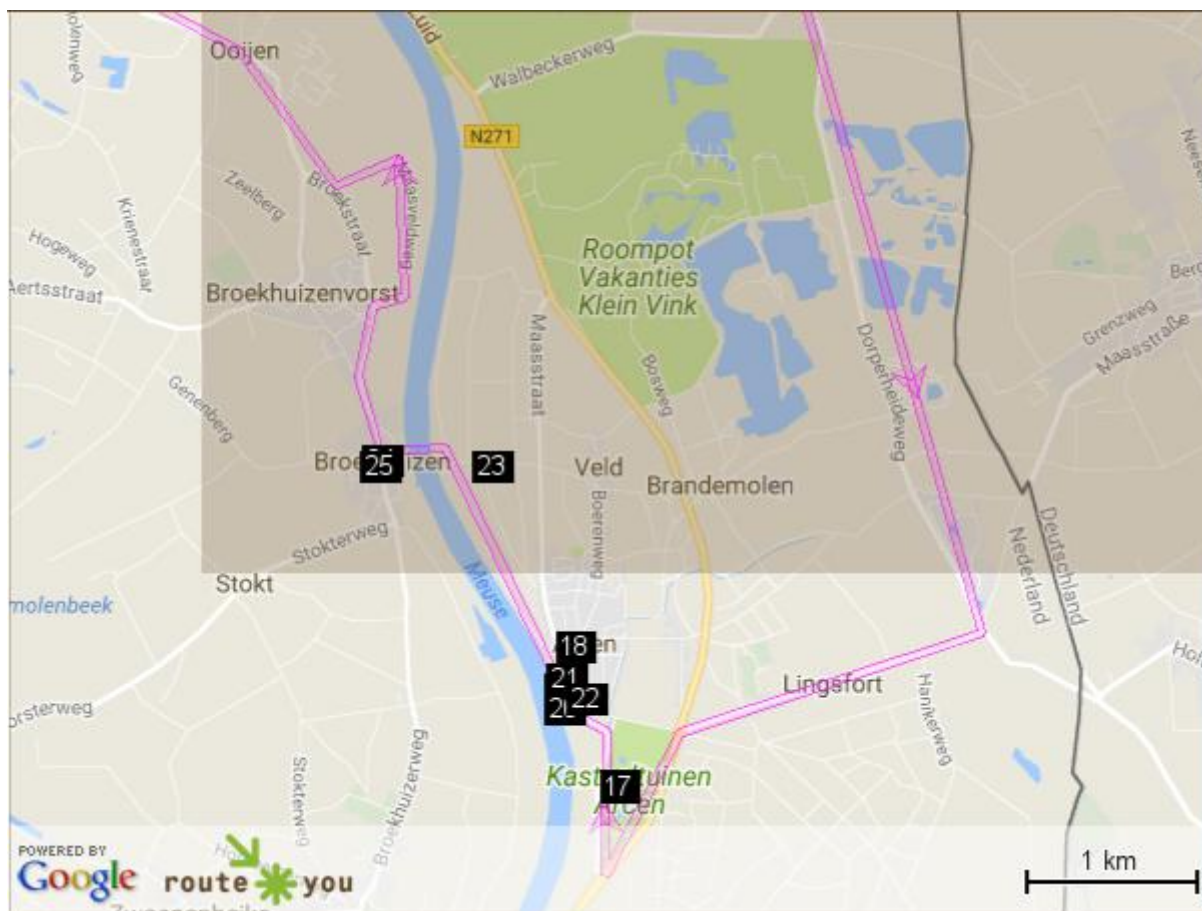 Zuid
Ooijen
Walbeckerweg
N271
Maasveldweg
Broekstraat
Zeelberg
Krienestraat
Hogeweg
Aertsstraat
Broekhuizenvorst
Roompot
Vakanties
Klein Vink
Grenzweg
Maasstraße
Maasstraat
Dorperheideweg
Bosweg
Genenberg
25
23
Veld
Brandemolen
Boerenweg
Stokterweg
Stokt
Meuse
Nederland
Deutschland
molenbeek
18
21
22
Lingsfort
Hanikerweg
orsterweg
Stokterweg
Broekhuizerweg
17
POWERED BY
Google
route you
1 km